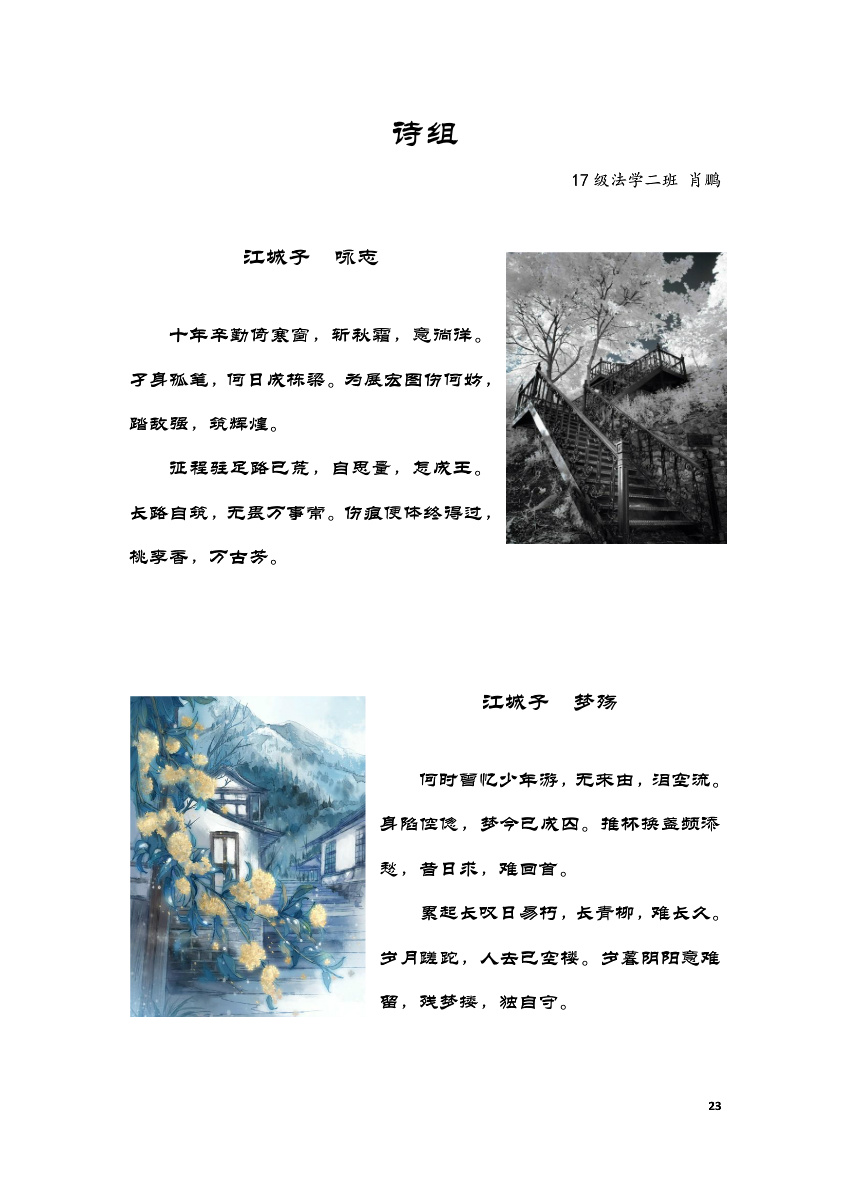 诗组
17级法学二班 肖鹏
江城子 咏志
十年辛勤倚寒窗，斩秋霜，意徜徉。
孑身孤笔，何日成栋梁。为展宏图伤何妨，
踏敌强，筑辉煌。
征程驻足路已荒，自思量，怎成王。
长路自筑，无畏万事常。伤痕便体终得过，
桃李香，万古芳。
江城子 梦殇
何时暂忆少年游，无来由，泪空流。
身陷倥偬，梦今已成囚。推杯换盏频添
愁，昔日求，难回首。
累起长叹日易朽，长青柳，难长久。
岁月蹉跎，人去已空楼。岁暮阴阳意难
留，残梦搂，独自守。
23